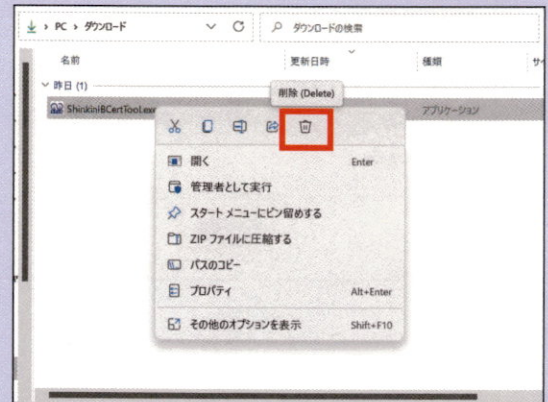 PC › ダウンロード
ダウンロードの検索
名前 更新日時 種類
昨日 (1)
削除 (Delete)
ShinkinIBCertTool.exe アプリケーション
開く Enter
管理者として実行
スタート メニューにピン留めする
ZIP ファイルに圧縮する
パスのコピー
プロパティ Alt+Enter
その他のオプションを表示 Shift+F10